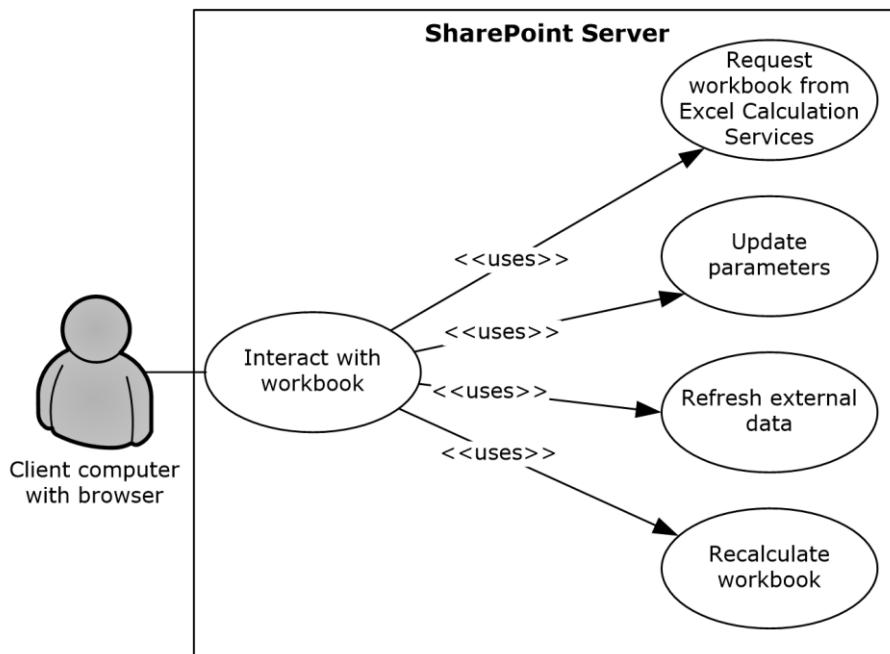 SharePoint Server
Request
workbook from
Excel Calculation
Services
<<uses>>
Update
parameters
<<uses>>
Interact with
workbook
<<uses>>
Refresh external
data
<<uses>>
Client computer
with browser
Recalculate
workbook